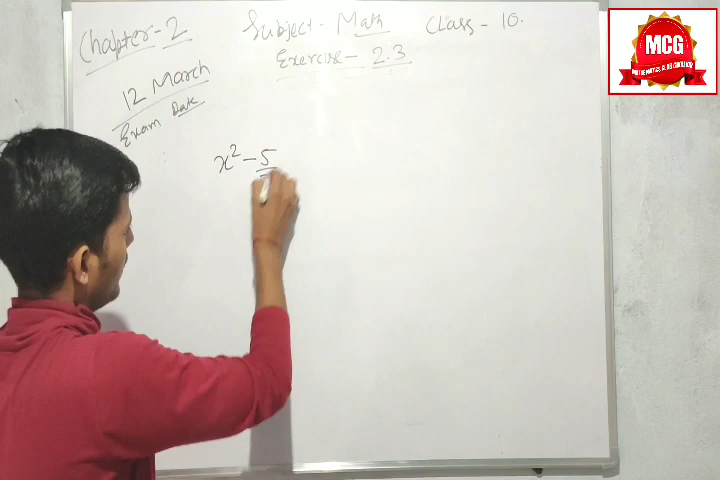 Chapter-2 Subject- Math Class - 10.
Exercise- 2.3
12 March
Exam Date
x² - 5
MCG